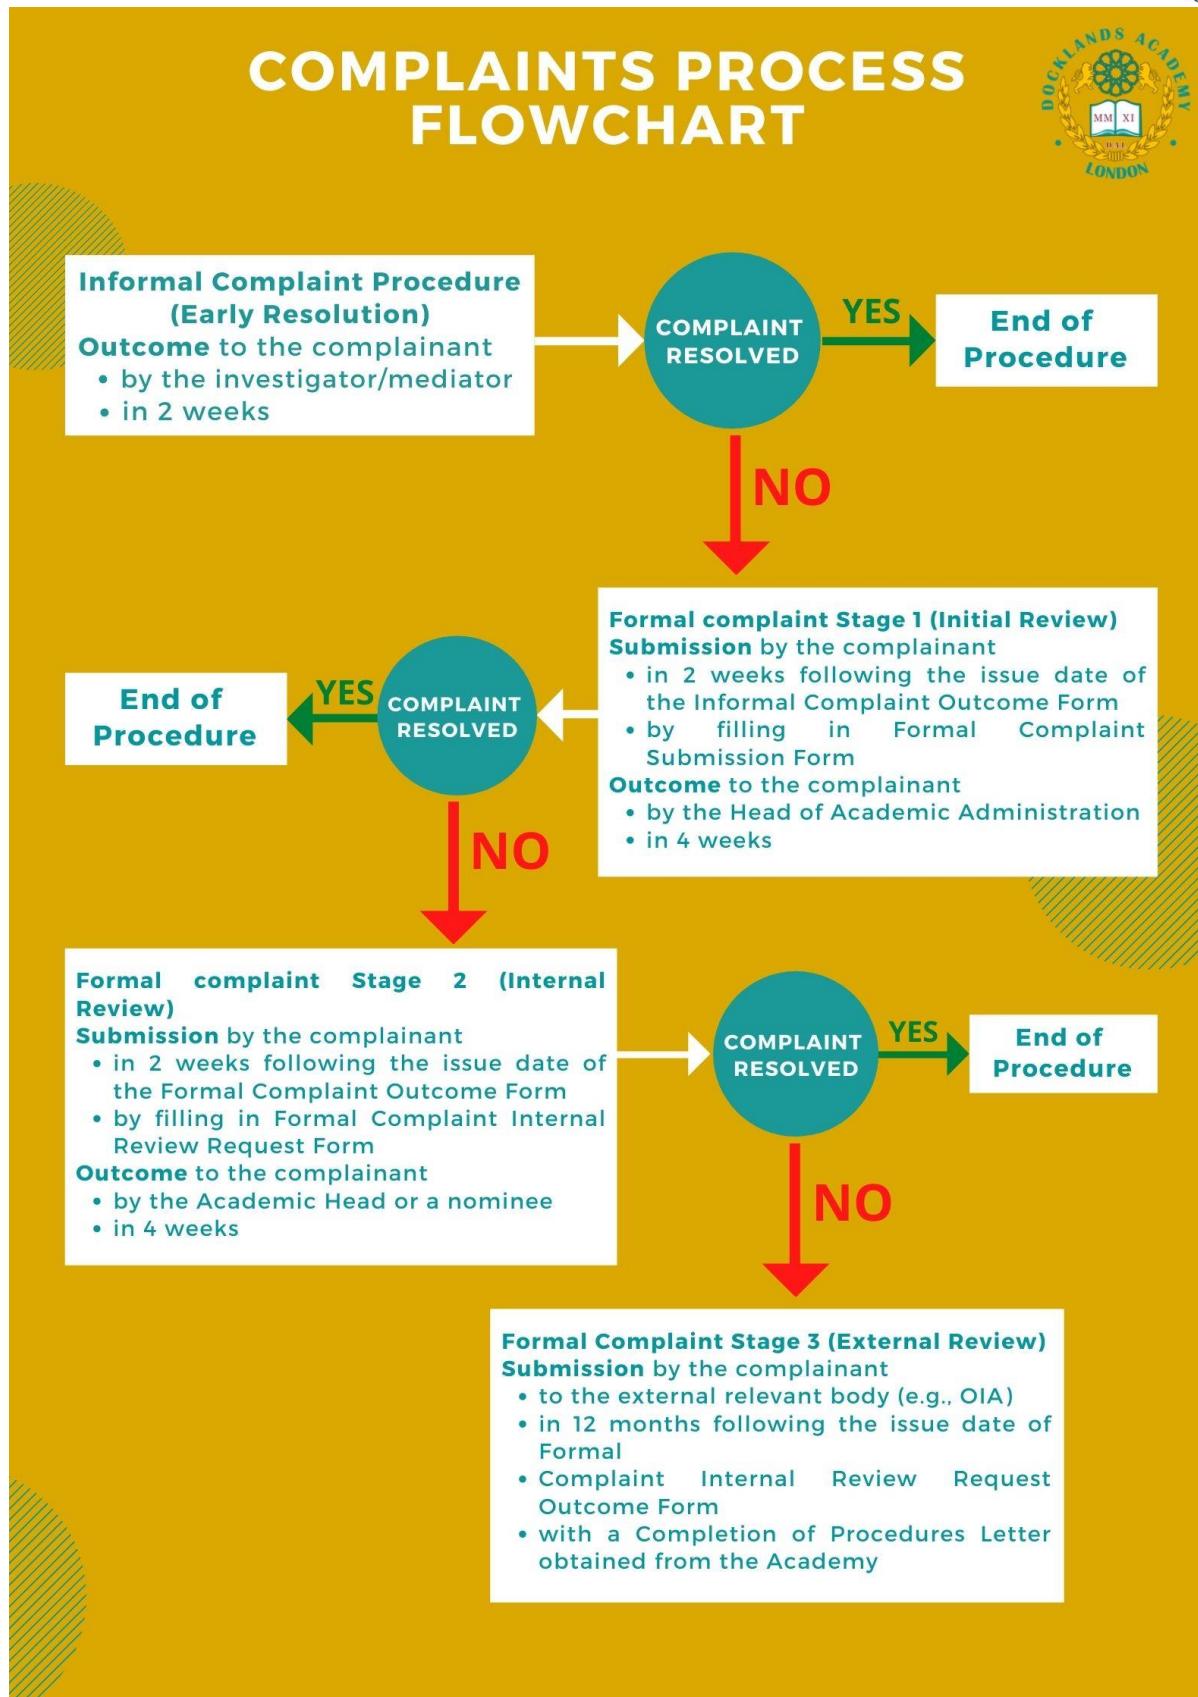 COMPLAINTS PROCESS
FLOWCHART
DOCKLANDS ACADEMY
MM XI
DAL
LONDON
Informal Complaint Procedure
(Early Resolution)
Outcome to the complainant
• by the investigator/mediator
• in 2 weeks
COMPLAINT
RESOLVED
YES
End of
Procedure
NO
Formal complaint Stage 1 (Initial Review)
Submission by the complainant
• in 2 weeks following the issue date of
the Informal Complaint Outcome Form
• by filling in Formal Complaint
Submission Form
Outcome to the complainant
• by the Head of Academic Administration
• in 4 weeks
COMPLAINT
RESOLVED
YES
End of
Procedure
NO
Formal complaint Stage 2 (Internal
Review)
Submission by the complainant
• in 2 weeks following the issue date of
the Formal Complaint Outcome Form
• by filling in Formal Complaint Internal
Review Request Form
Outcome to the complainant
• by the Academic Head or a nominee
• in 4 weeks
COMPLAINT
RESOLVED
YES
End of
Procedure
NO
Formal Complaint Stage 3 (External Review)
Submission by the complainant
• to the external relevant body (e.g., OIA)
• in 12 months following the issue date of
Formal
• Complaint Internal Review Request
Outcome Form
• with a Completion of Procedures Letter
obtained from the Academy